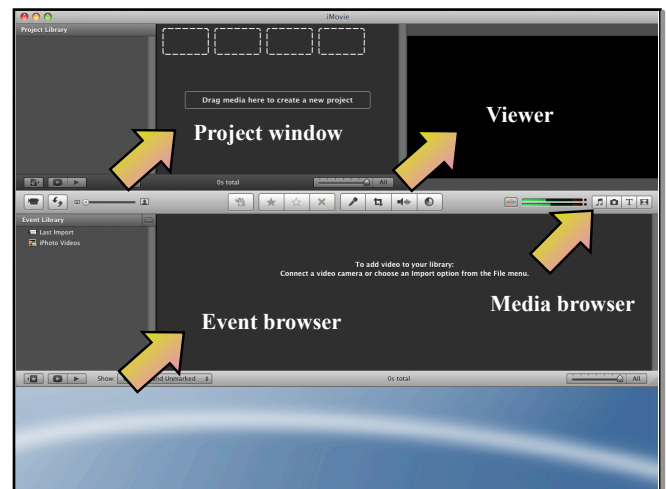 iMovie
Project Library
Drag media here to create a new project
Project window
Viewer
0s total
All
Event Library
Last Import
iPhoto Videos
To add video to your library:
Connect a video camera or choose an Import option from the File menu.
Media browser
Event browser
Show:
and Unmarked
0s total
All